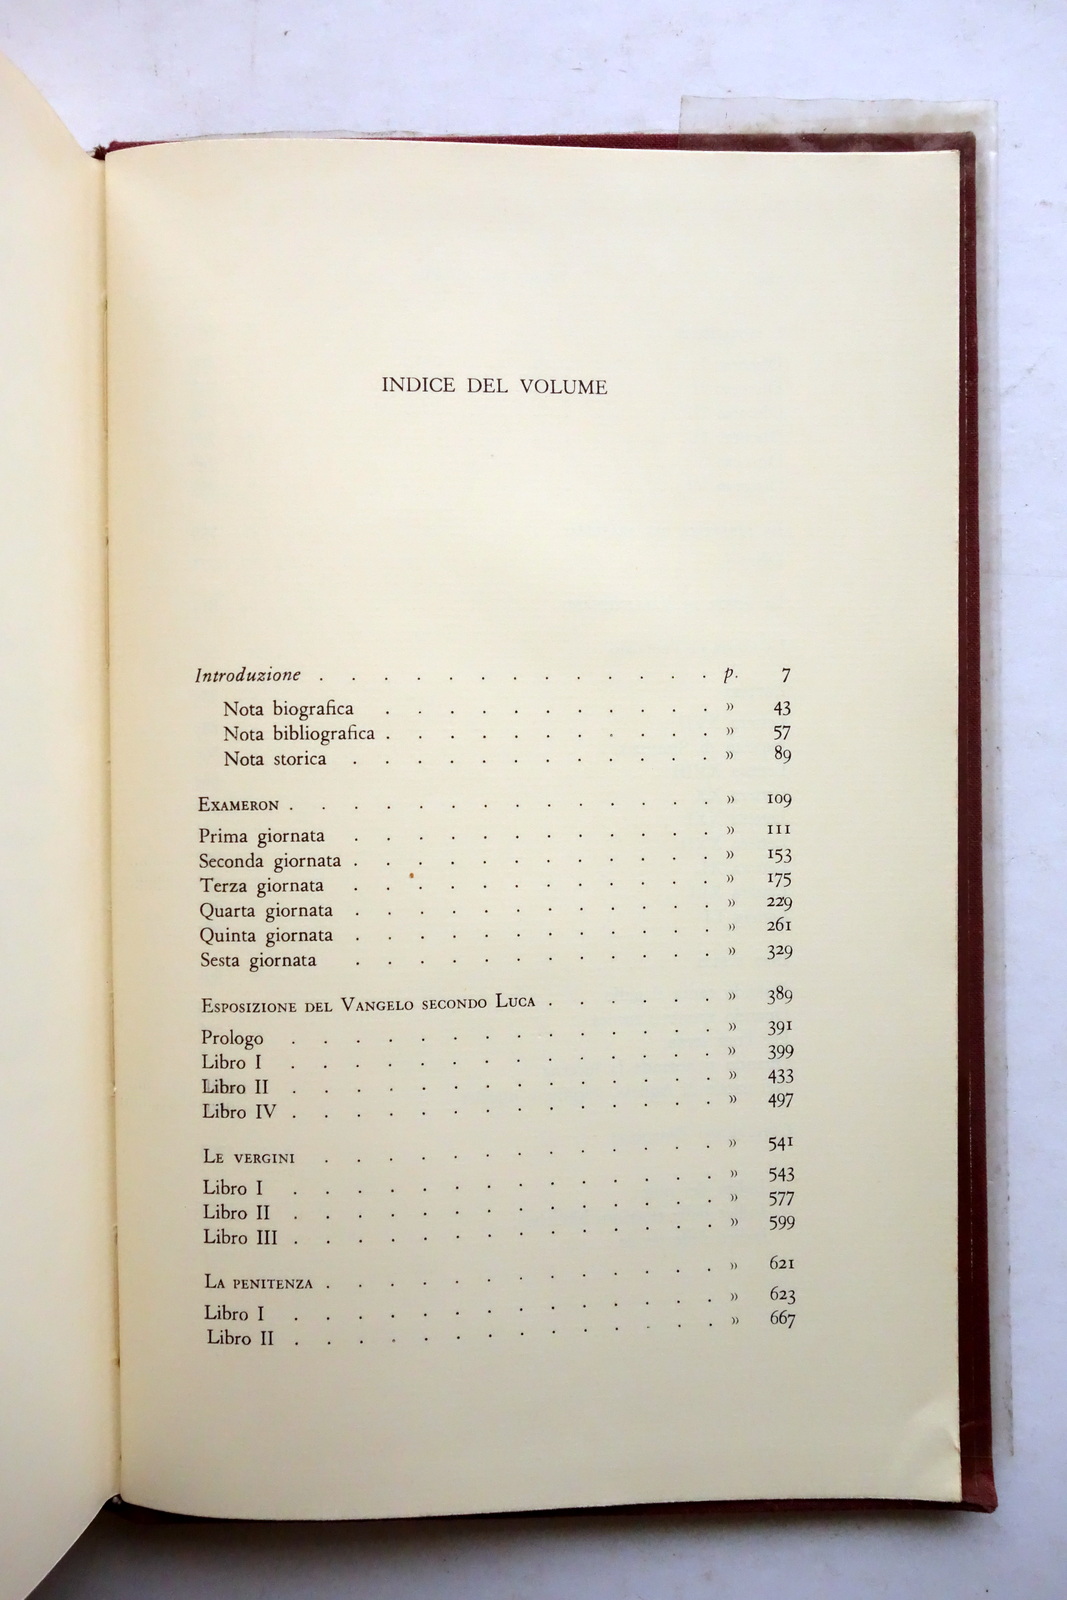 INDICE DEL VOLUME
Introduzione . . . . . . . . . . . . . p. 7
Nota biografica . . . . . . . . . . . » 43
Nota bibliografica . . . . . . . . . . . » 57
Nota storica . . . . . . . . . . . . » 89
EXAMERON . . . . . . . . . . . . . . » 109
Prima giornata . . . . . . . . . . . . » 111
Seconda giornata . . . . . . . . . . . . » 153
Terza giornata . . . . . . . . . . . . » 175
Quarta giornata . . . . . . . . . . . . » 229
Quinta giornata . . . . . . . . . . . . » 261
Sesta giornata . . . . . . . . . . . . » 329
ESPOSIZIONE DEL VANGELO SECONDO LUCA . . . . . . » 389
Prologo . . . . . . . . . . . . . . » 391
Libro I . . . . . . . . . . . . . . » 399
Libro II . . . . . . . . . . . . . . » 433
Libro IV . . . . . . . . . . . . . . » 497
LE VERGINI . . . . . . . . . . . . . » 541
Libro I . . . . . . . . . . . . . . » 543
Libro II . . . . . . . . . . . . . . » 577
Libro III . . . . . . . . . . . . . . » 599
LA PENITENZA . . . . . . . . . . . . . » 621
Libro I . . . . . . . . . . . . . . » 623
Libro II . . . . . . . . . . . . . . » 667